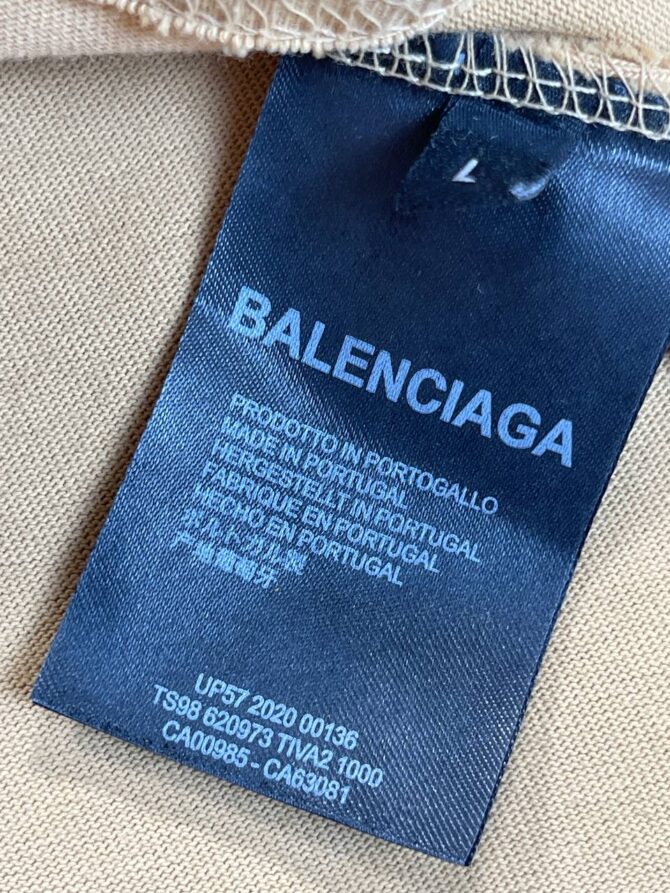 L
BALENCIAGA
PRODOTTO IN PORTOGALLO
MADE IN PORTUGAL
HERGESTELLT IN PORTUGAL
FABRIQUE EN PORTUGAL
HECHO EN PORTUGAL
ポルトガル製
产地葡萄牙
UP57 2020 00136
TS98 620973 TIVA2 1000
CA00985 - CA63081